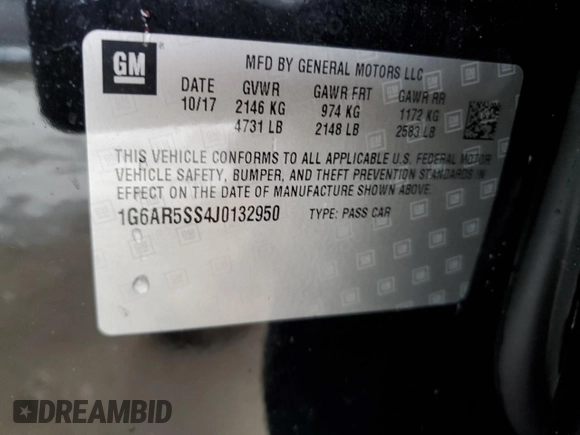 GM
MFD BY GENERAL MOTORS LLC
DATE GVWR GAWR FRT GAWR RR
10/17 2146 KG 974 KG 1172 KG
4731 LB 2148 LB 2583 LB
THIS VEHICLE CONFORMS TO ALL APPLICABLE U.S. FEDERAL MOTOR
VEHICLE SAFETY, BUMPER, AND THEFT PREVENTION STANDARDS IN
EFFECT ON THE DATE OF MANUFACTURE SHOWN ABOVE.
1G6AR5SS4J0132950 TYPE: PASS CAR
DREAMBID